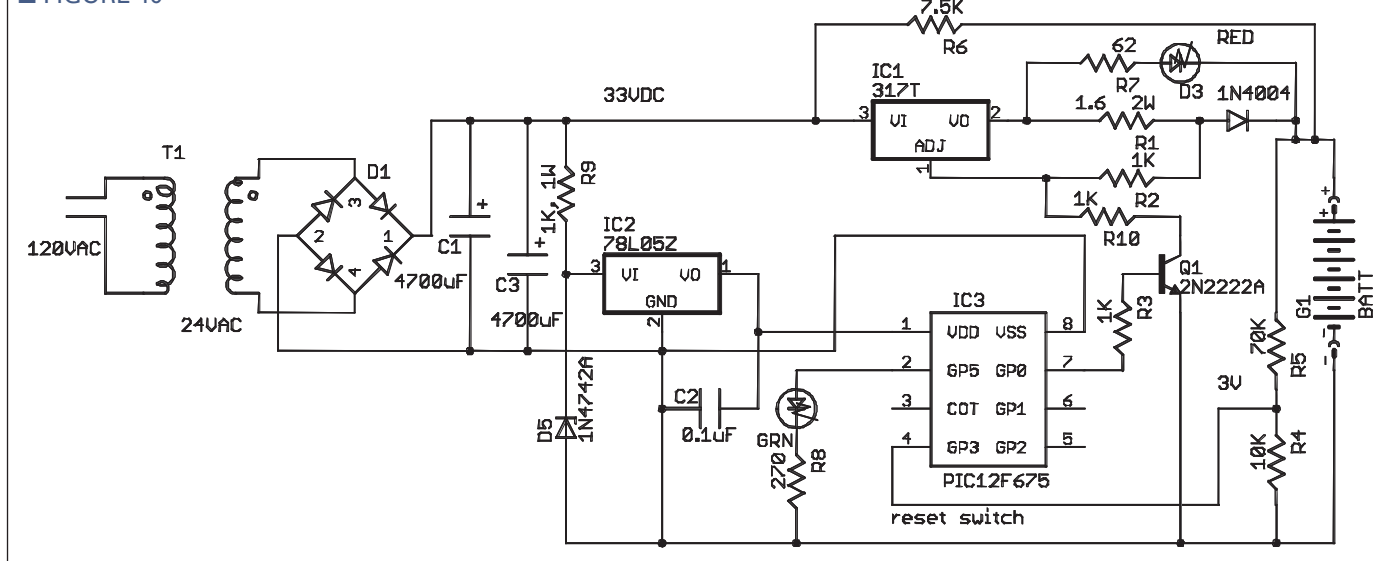 7.5K
R6
RED
62
R7
D3
1N4004
IC1
317T
33VDC
3
VI
VO
2
ADJ
1
1.6
2W
R1
1K
R2
1K
R10
T1
D1
3
2
1
4
120VAC
24VAC
+
C1
4700uF
+
C3
4700uF
1K, 1W
R9
IC2
78L05Z
3
VI
VO
1
GND
2
D5
1N4742A
C2
0.1uF
GRN
270
R8
IC3
1
VDD
VSS
8
2
GP5
GP0
7
3
COT
GP1
6
4
GP3
GP2
5
PIC12F675
reset switch
1K
R3
Q1
2N2222A
+
+
G1
BATT
-
-
70K
R5
3V
10K
R4